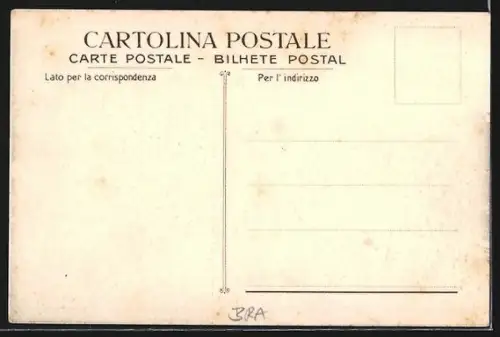 CARTOLINA POSTALE
CARTE POSTALE - BILHETE POSTAL
Lato per la corrispondenza
Per l' indirizzo
BRA